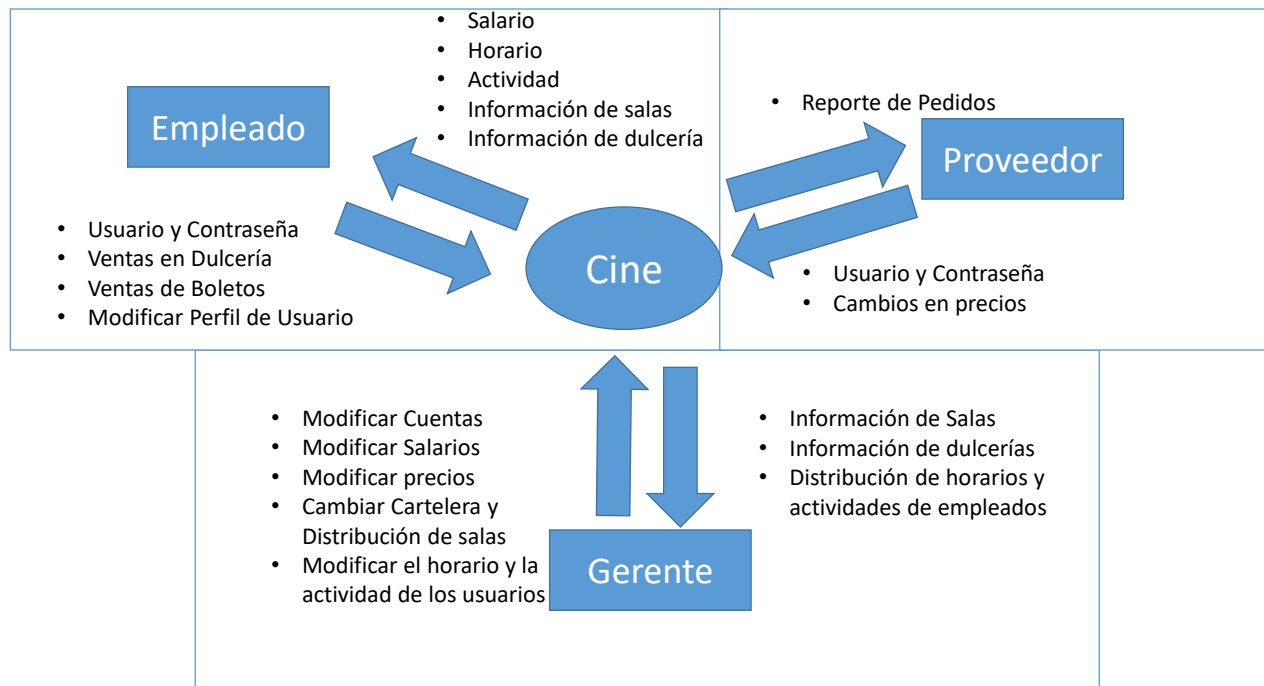 • Salario
• Horario
• Actividad
• Información de salas
• Información de dulcería
Empleado
• Usuario y Contraseña
• Ventas en Dulcería
• Ventas de Boletos
• Modificar Perfil de Usuario
• Reporte de Pedidos
Proveedor
Cine
• Usuario y Contraseña
• Cambios en precios
• Modificar Cuentas
• Modificar Salarios
• Modificar precios
• Cambiar Cartelera y
Distribución de salas
• Modificar el horario y la
actividad de los usuarios
• Información de Salas
• Información de dulcerías
• Distribución de horarios y
actividades de empleados
Gerente